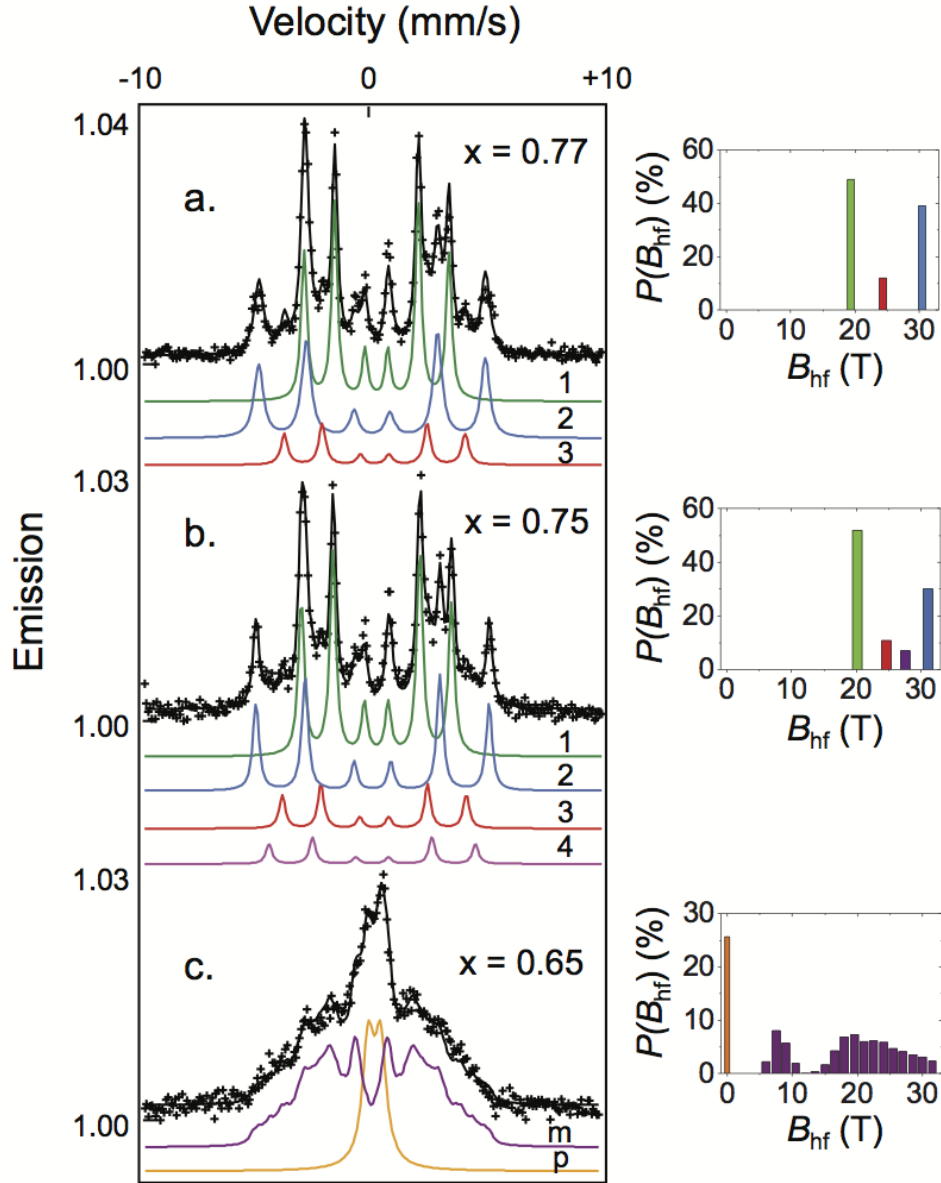 Velocity (mm/s)
-10 0 +10
Emission
1.04
a.
x = 0.77
1.00
1
2
3
1.03
b.
x = 0.75
1.00
1
2
3
4
1.03
c.
x = 0.65
1.00
m
p
P(Bhf) (%)
60
40
20
0
0 10 20 30
Bhf (T)
P(Bhf) (%)
60
40
20
0
0 10 20 30
Bhf (T)
P(Bhf) (%)
30
20
10
0
0 10 20 30
Bhf (T)